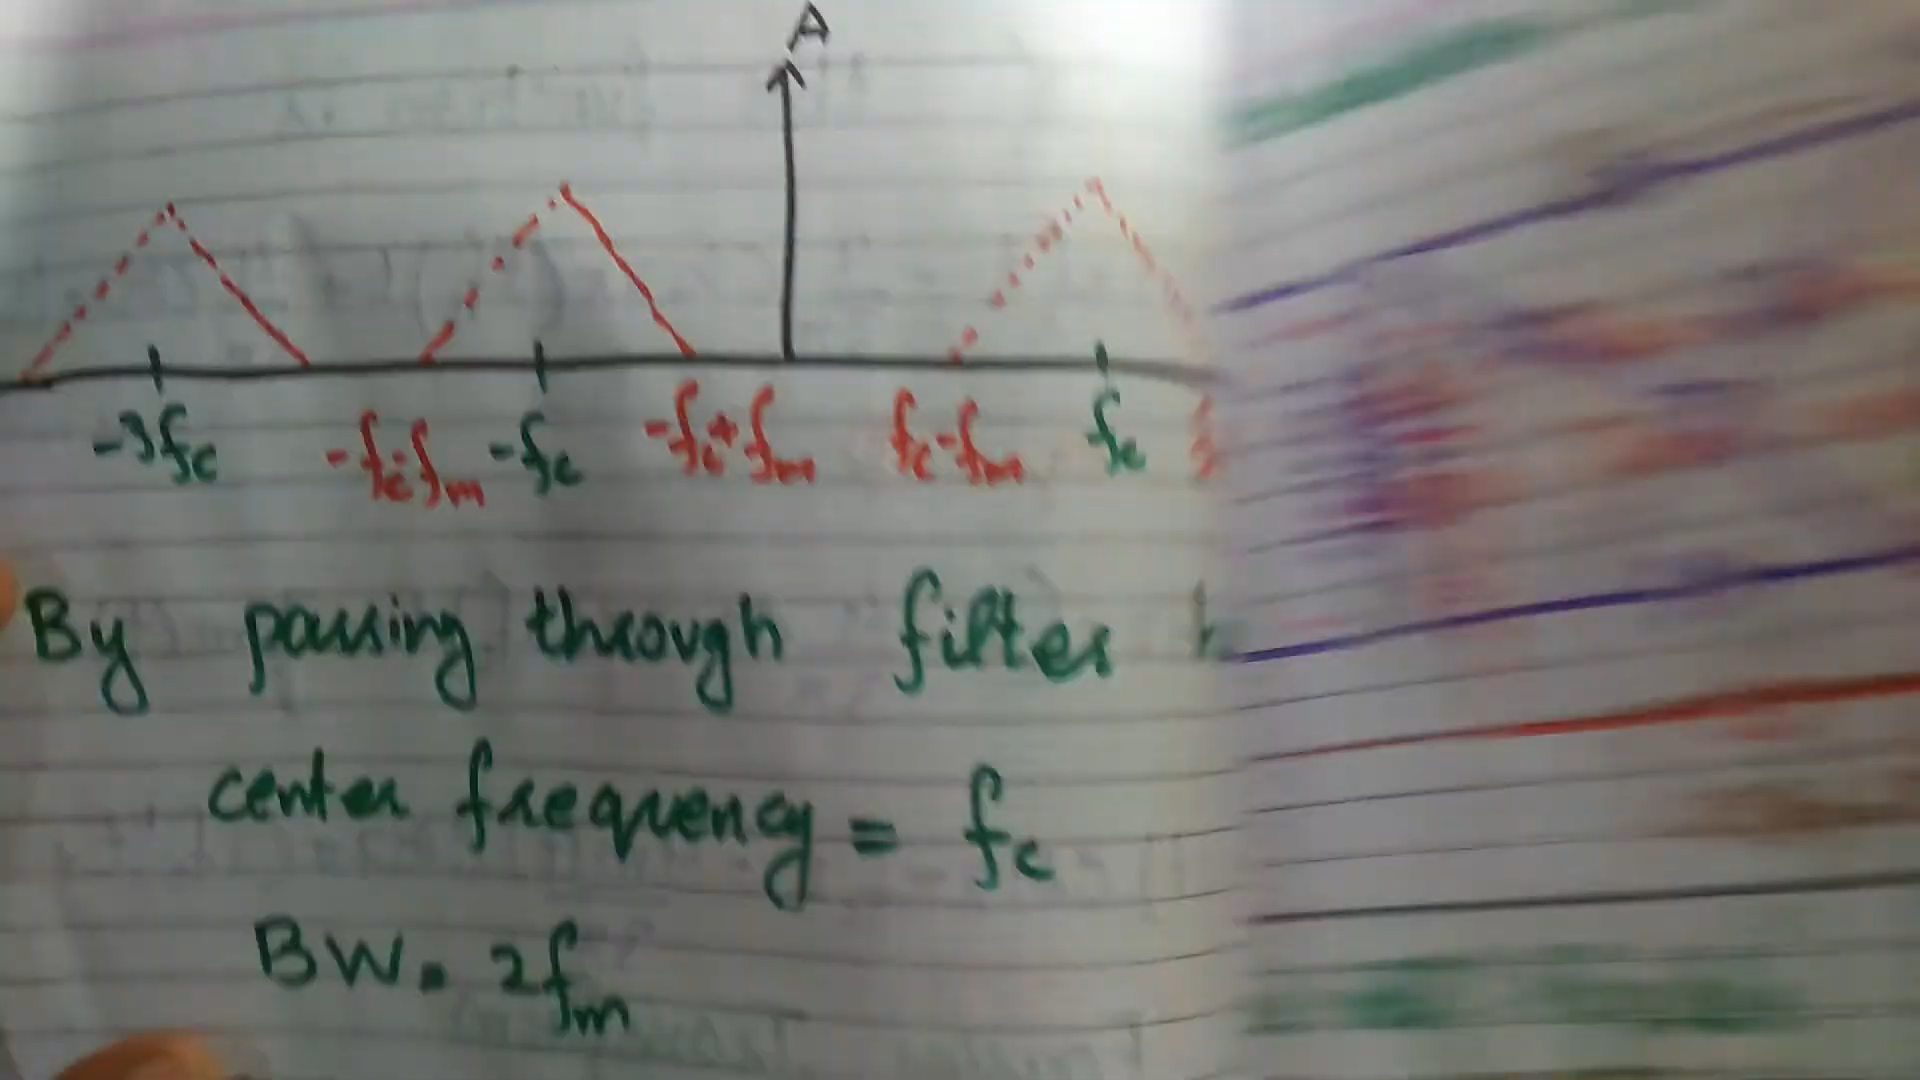 A
-3fc -fc-fm -fc -fc+fm fc-fm fc
By passing through filter
center frequency = fc
BW = 2fm